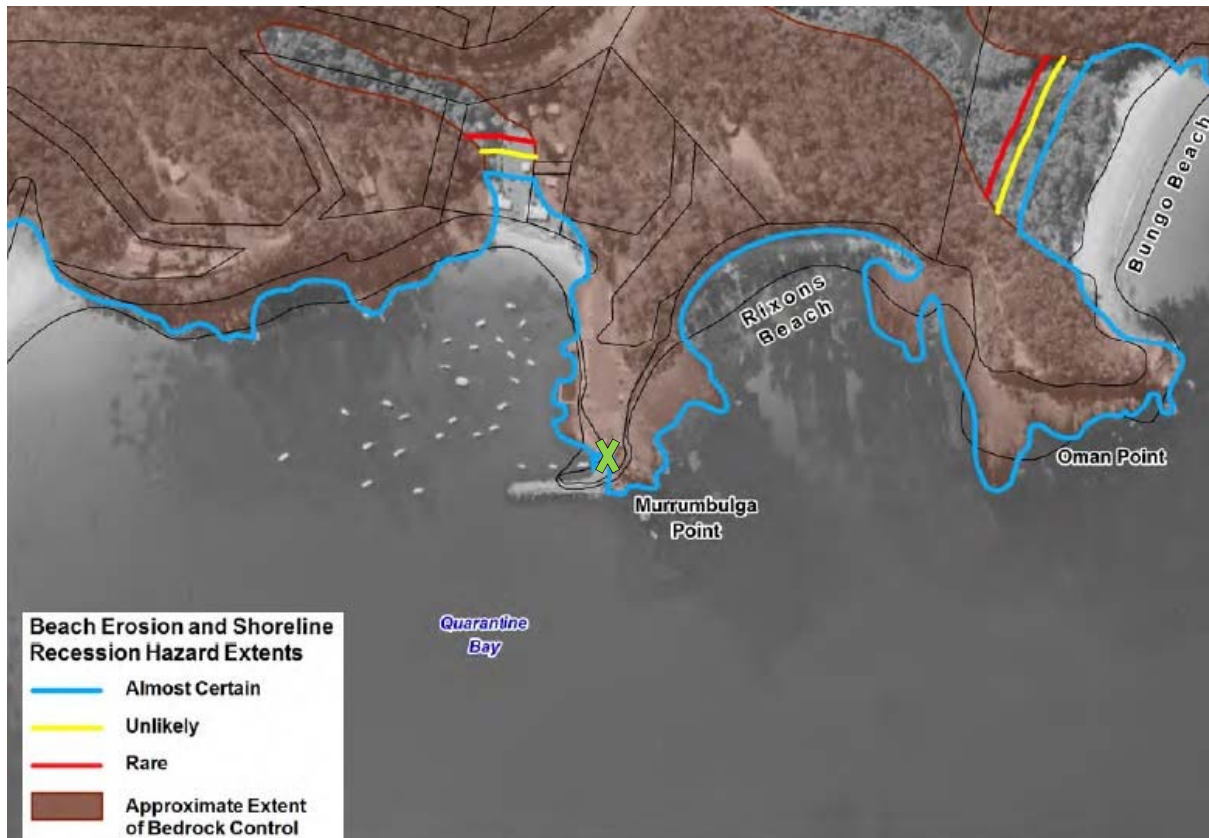 Bungo Beach
Rixons
Beach
Oman Point
Murrumbulga
Point
Quarantine
Bay
Beach Erosion and Shoreline
Recession Hazard Extents
Almost Certain
Unlikely
Rare
Approximate Extent
of Bedrock Control